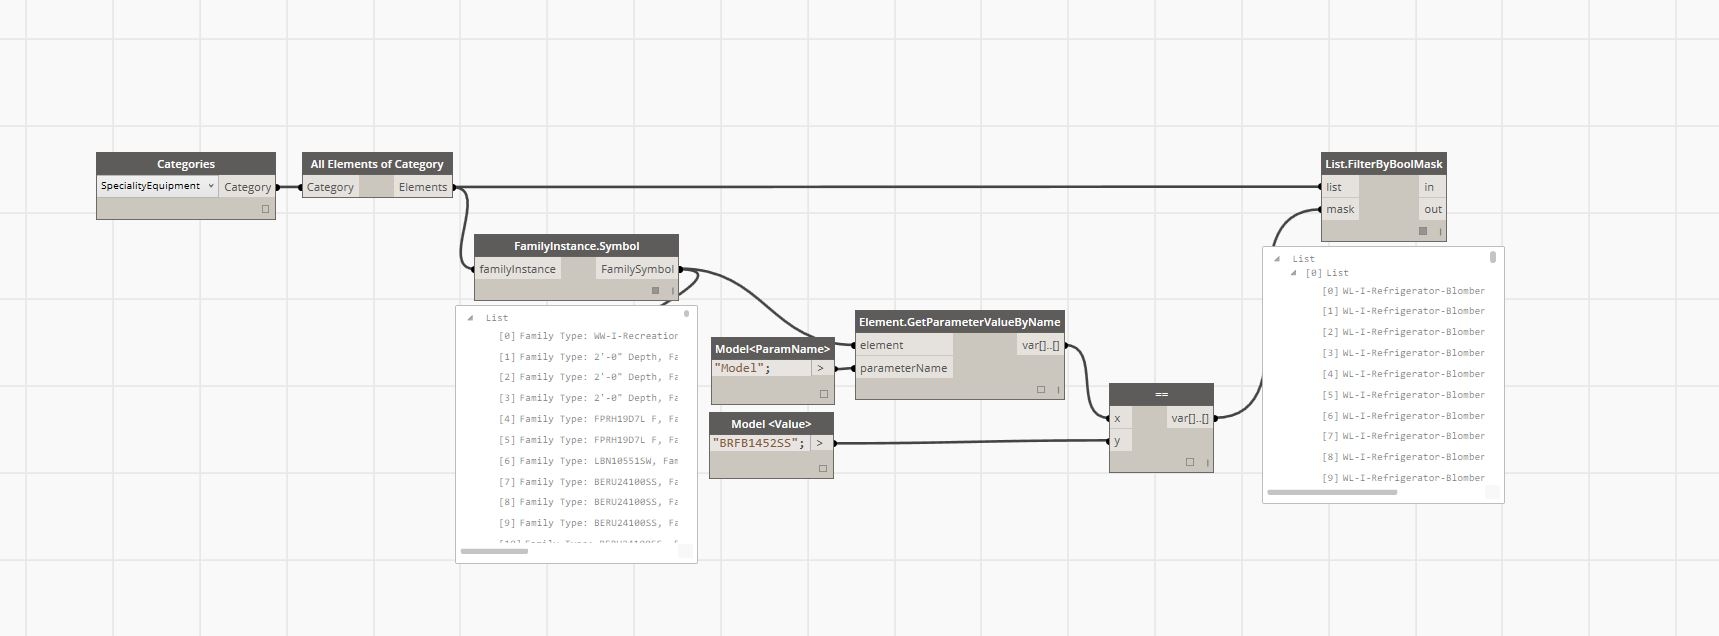 Categories
SpecialityEquipment
Category
All Elements of Category
Category
Elements
FamilyInstance.Symbol
familyInstance
FamilySymbol
List
[0] Family Type: WW-I-Recreation
[1] Family Type: 2'-0" Depth, Fa
[2] Family Type: 2'-0" Depth, Fa
[3] Family Type: 2'-0" Depth, Fa
[4] Family Type: FPRH19D7L F, Fa
[5] Family Type: FPRH19D7L F, Fa
[6] Family Type: LBN10551SW, Fam
[7] Family Type: BERU24100SS, Fa
[8] Family Type: BERU24100SS, Fa
[9] Family Type: BERU24100SS, Fa
Model<ParamName>
"Model";
>
Model <Value>
"BRFB1452SS";
>
Element.GetParameterValueByName
element
var[]..[]
parameterName
==
x
var[]..[]
y
List.FilterByBoolMask
list
in
mask
out
List
[0] List
[0] WL-I-Refrigerator-Blomber
[1] WL-I-Refrigerator-Blomber
[2] WL-I-Refrigerator-Blomber
[3] WL-I-Refrigerator-Blomber
[4] WL-I-Refrigerator-Blomber
[5] WL-I-Refrigerator-Blomber
[6] WL-I-Refrigerator-Blomber
[7] WL-I-Refrigerator-Blomber
[8] WL-I-Refrigerator-Blomber
[9] WL-I-Refrigerator-Blomber